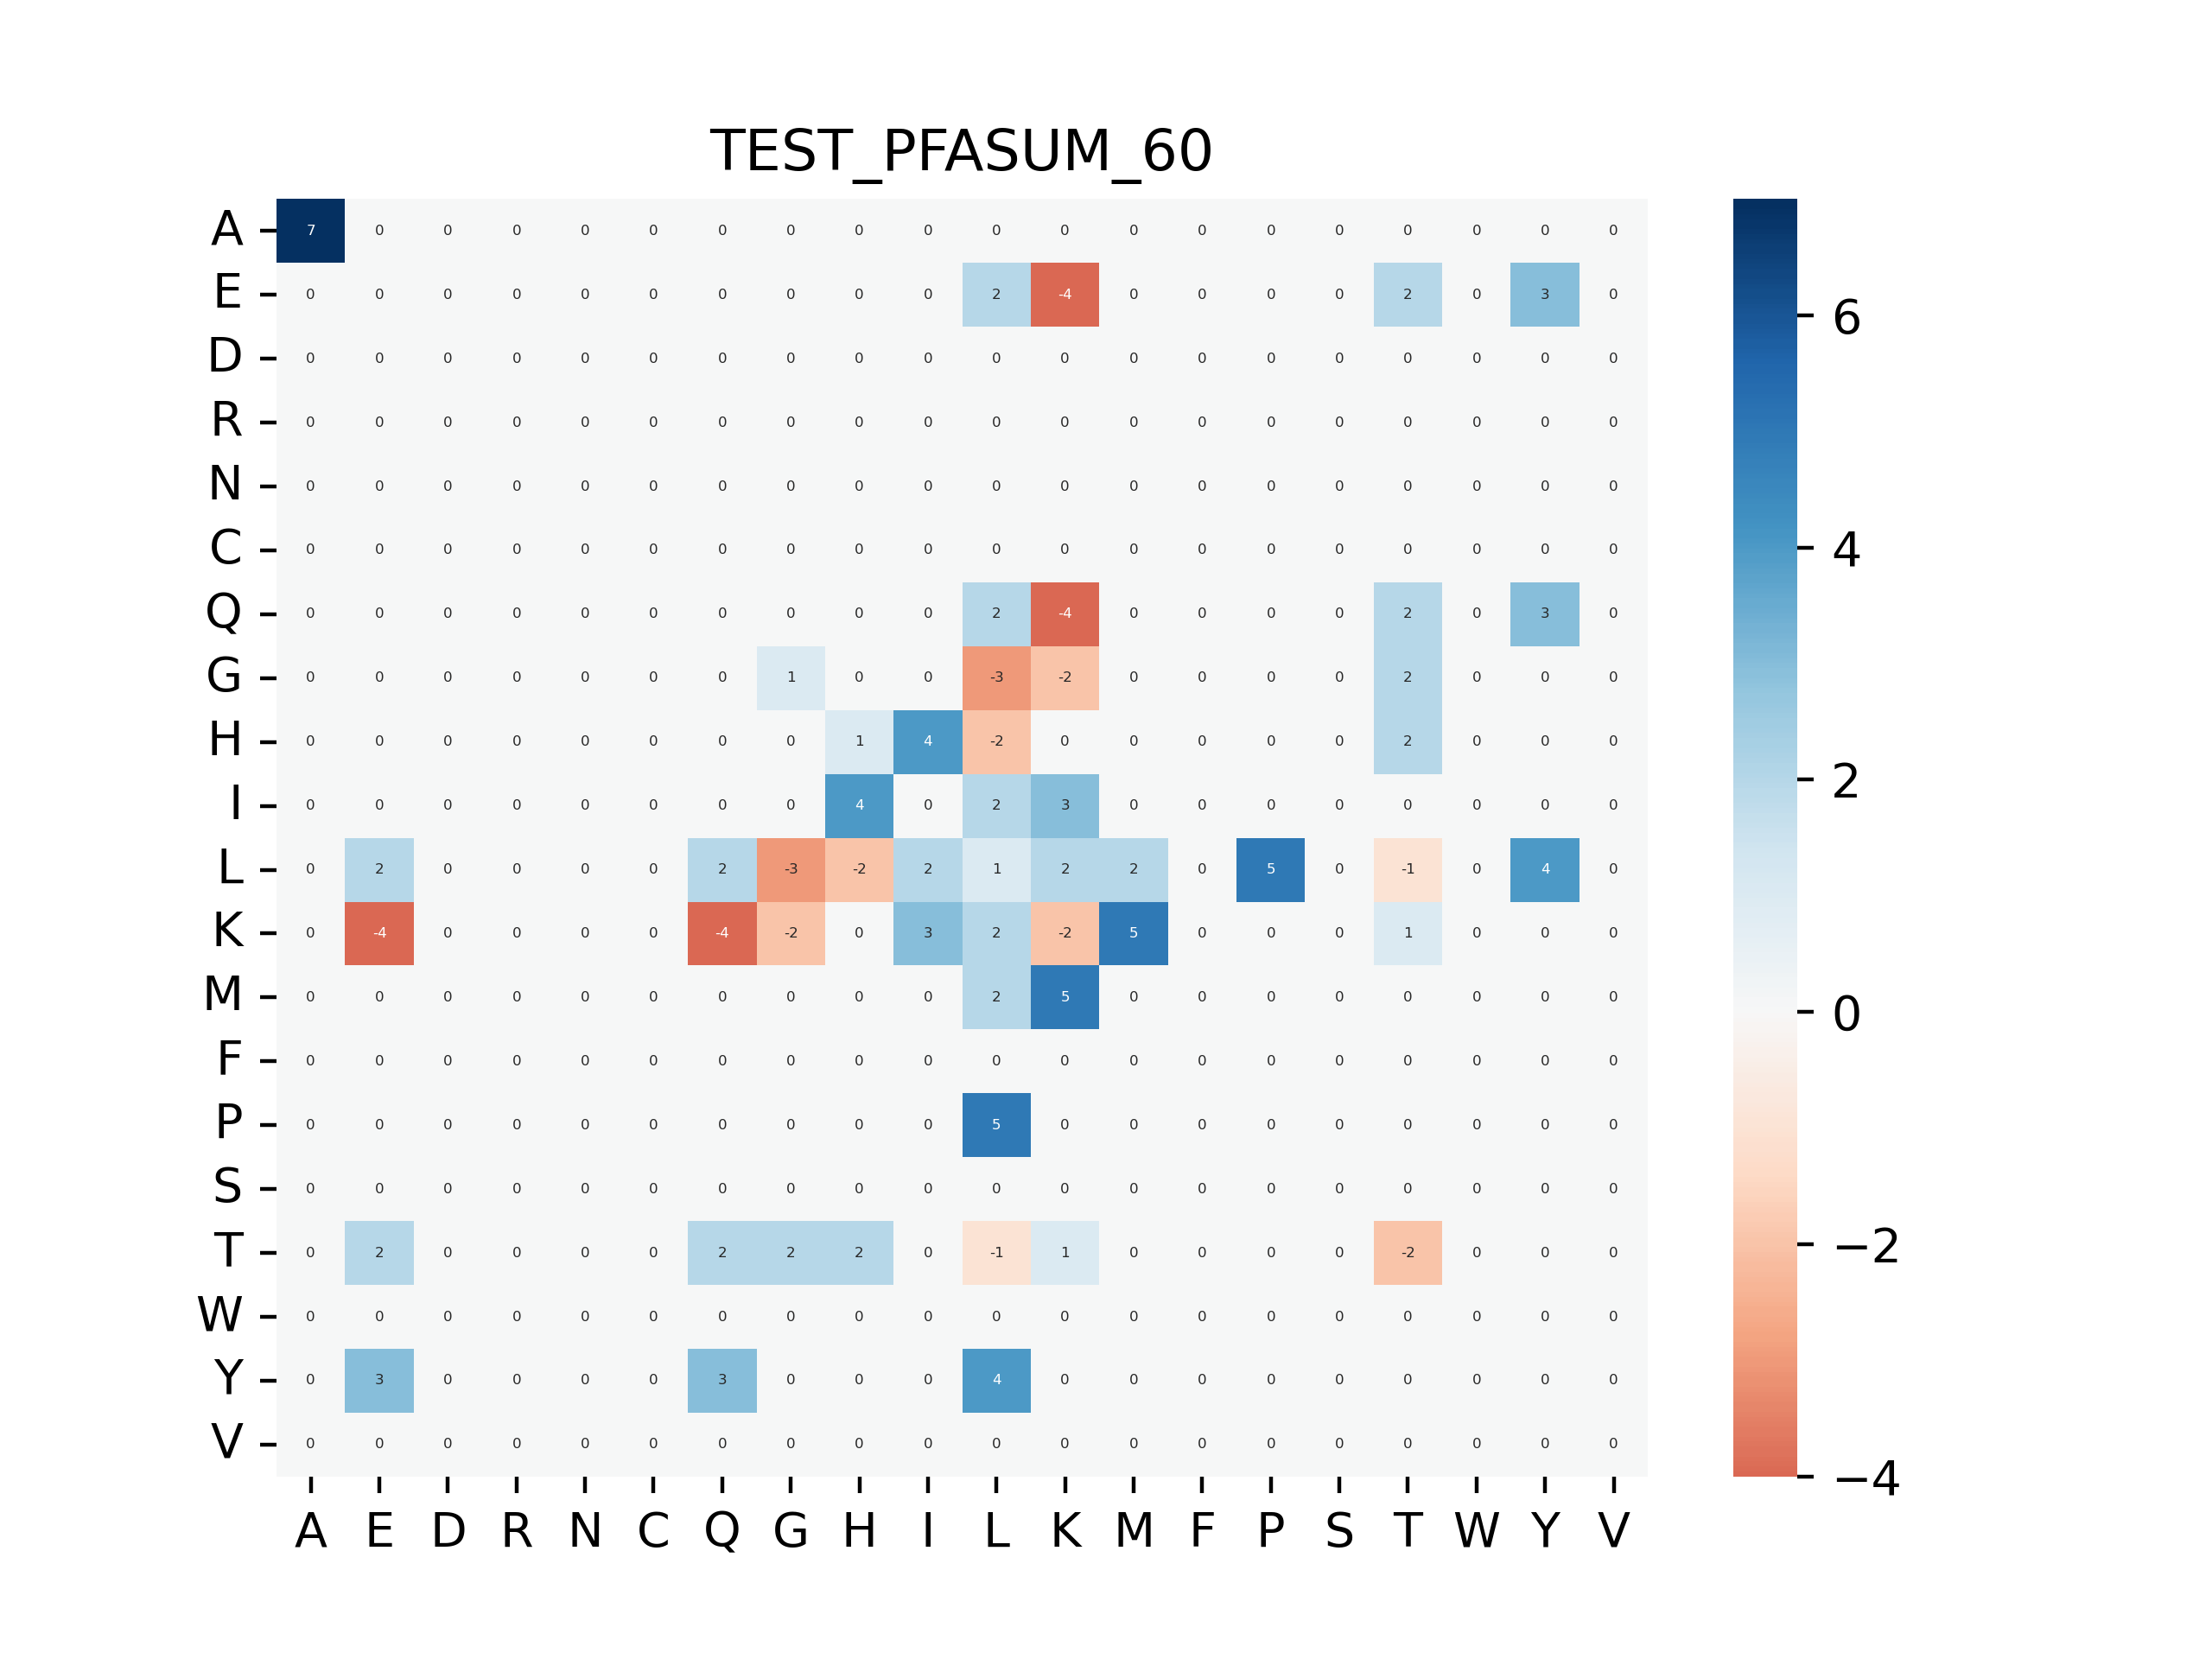 TEST_PFASUM_60
A 7 0 0 0 0 0 0 0 0 0 0 0 0 0 0 0 0 0 0 0
E 0 0 0 0 0 0 0 0 0 0 2 -4 0 0 0 0 2 0 3 0
D 0 0 0 0 0 0 0 0 0 0 0 0 0 0 0 0 0 0 0 0
R 0 0 0 0 0 0 0 0 0 0 0 0 0 0 0 0 0 0 0 0
N 0 0 0 0 0 0 0 0 0 0 0 0 0 0 0 0 0 0 0 0
C 0 0 0 0 0 0 0 0 0 0 0 0 0 0 0 0 0 0 0 0
Q 0 0 0 0 0 0 0 0 0 0 2 -4 0 0 0 0 2 0 3 0
G 0 0 0 0 0 0 0 1 0 0 -3 -2 0 0 0 0 2 0 0 0
H 0 0 0 0 0 0 0 0 1 4 -2 0 0 0 0 0 2 0 0 0
I 0 0 0 0 0 0 0 0 4 0 2 3 0 0 0 0 0 0 0 0
L 0 2 0 0 0 0 2 -3 -2 2 1 2 2 0 5 0 -1 0 4 0
K 0 -4 0 0 0 0 -4 -2 0 3 2 -2 5 0 0 0 1 0 0 0
M 0 0 0 0 0 0 0 0 0 0 2 5 0 0 0 0 0 0 0 0
F 0 0 0 0 0 0 0 0 0 0 0 0 0 0 0 0 0 0 0 0
P 0 0 0 0 0 0 0 0 0 0 5 0 0 0 0 0 0 0 0 0
S 0 0 0 0 0 0 0 0 0 0 0 0 0 0 0 0 0 0 0 0
T 0 2 0 0 0 0 2 2 2 0 -1 1 0 0 0 0 -2 0 0 0
W 0 0 0 0 0 0 0 0 0 0 0 0 0 0 0 0 0 0 0 0
Y 0 3 0 0 0 0 3 0 0 0 4 0 0 0 0 0 0 0 0 0
V 0 0 0 0 0 0 0 0 0 0 0 0 0 0 0 0 0 0 0 0
A E D R N C Q G H I L K M F P S T W Y V
6
4
2
0
−2
−4